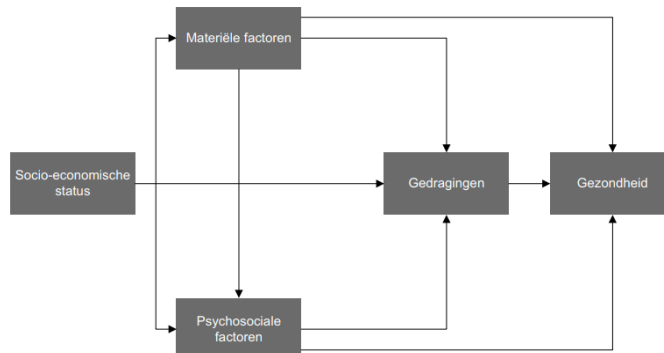 Materiële factoren
Socio-economische
status
Gedragingen
Gezondheid
Psychosociale
factoren